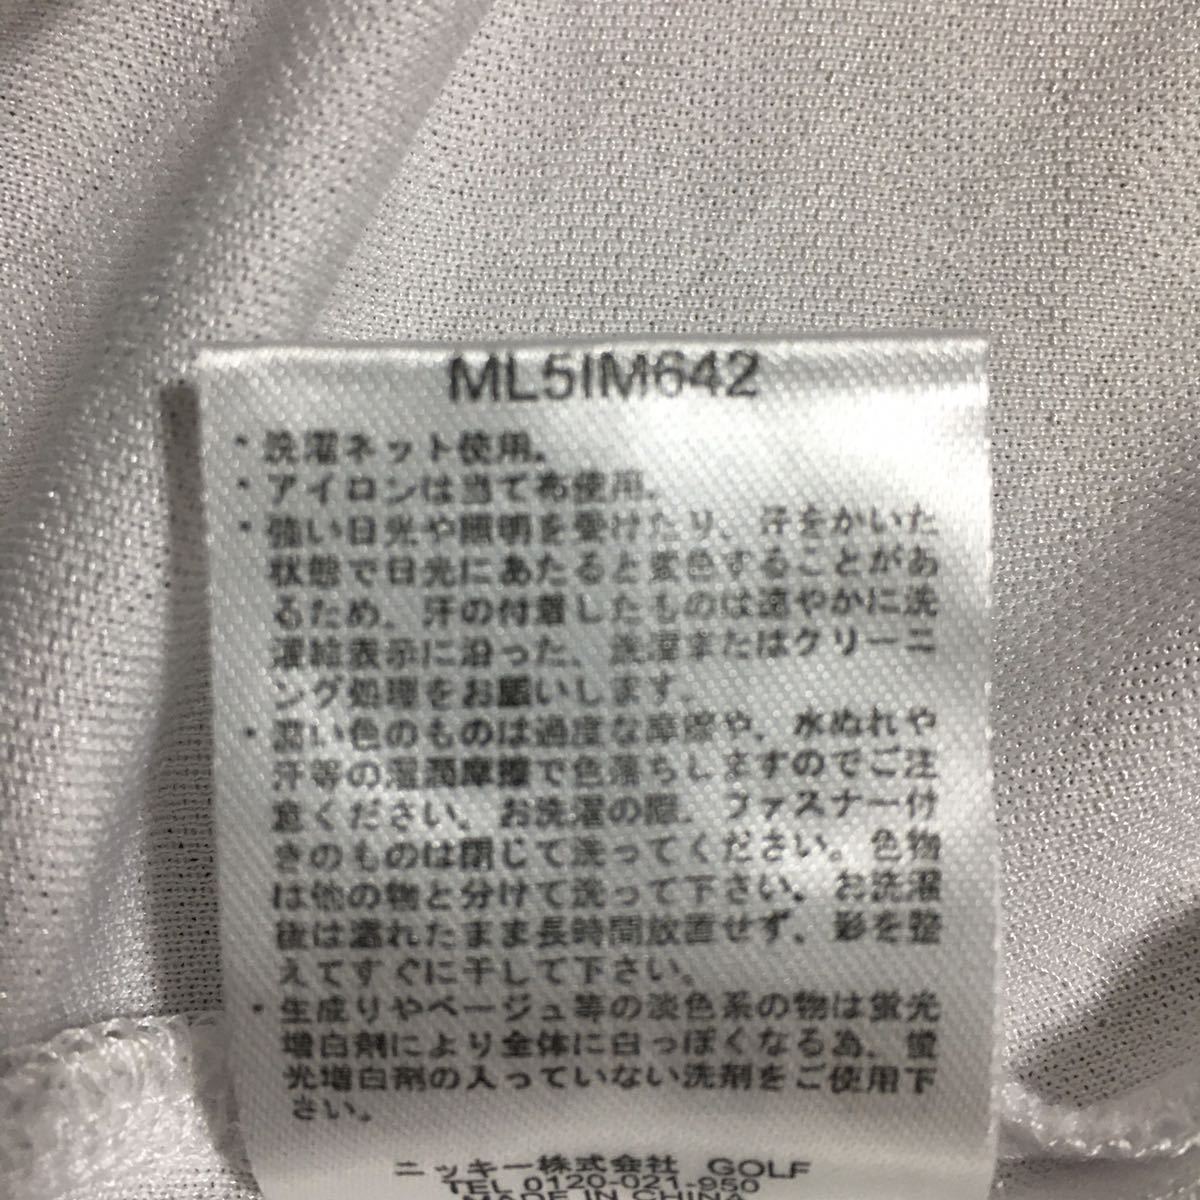 ML5IM642
・洗濯ネット使用。
・アイロンは当て布使用。
・強い日光や照明を受けたり、汗をかいた
状態で日光にあたると変色することがあ
るため、汗の付着したものは速やかに洗
濯絵表示に沿った、洗濯またはクリーニ
ング処理をお願いします。
・濃い色のものは過度な摩擦や、水ぬれや
汗等の湿潤摩擦で色落ちしますのでご注
意ください。お洗濯の際、ファスナー付
きのものは閉じて洗ってください。色物
は他の物と分けて洗って下さい。お洗濯
後は濡れたまま長時間放置せず、形を整
えてすぐに干して下さい。
・生成りやベージュ等の淡色系の物は蛍光
増白剤により全体に白っぽくなる為、蛍
光増白剤の入っていない洗剤をご使用下
さい。
ニッキー株式会社 GOLF
TEL 0120-021-950
MADE IN CHINA